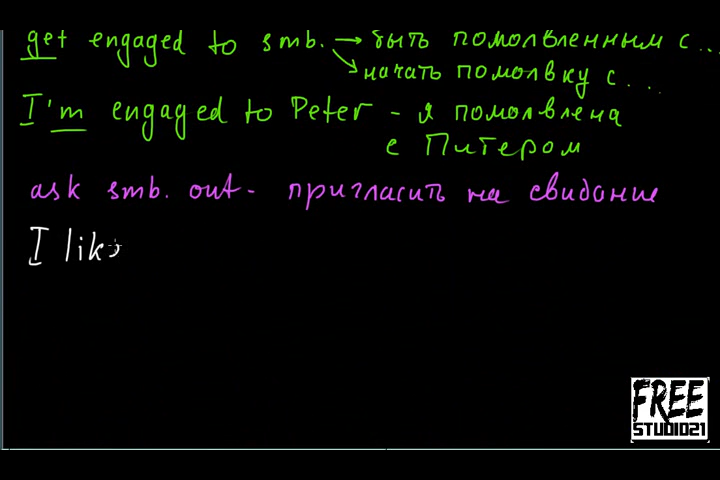 get engaged to smb. → быть помолвленным с ...
начать помолвку с ...
I'm engaged to Peter - я помолвлена
с Питером
ask smb. out - пригласить на свидание
I lik
FREE
STUDIO21